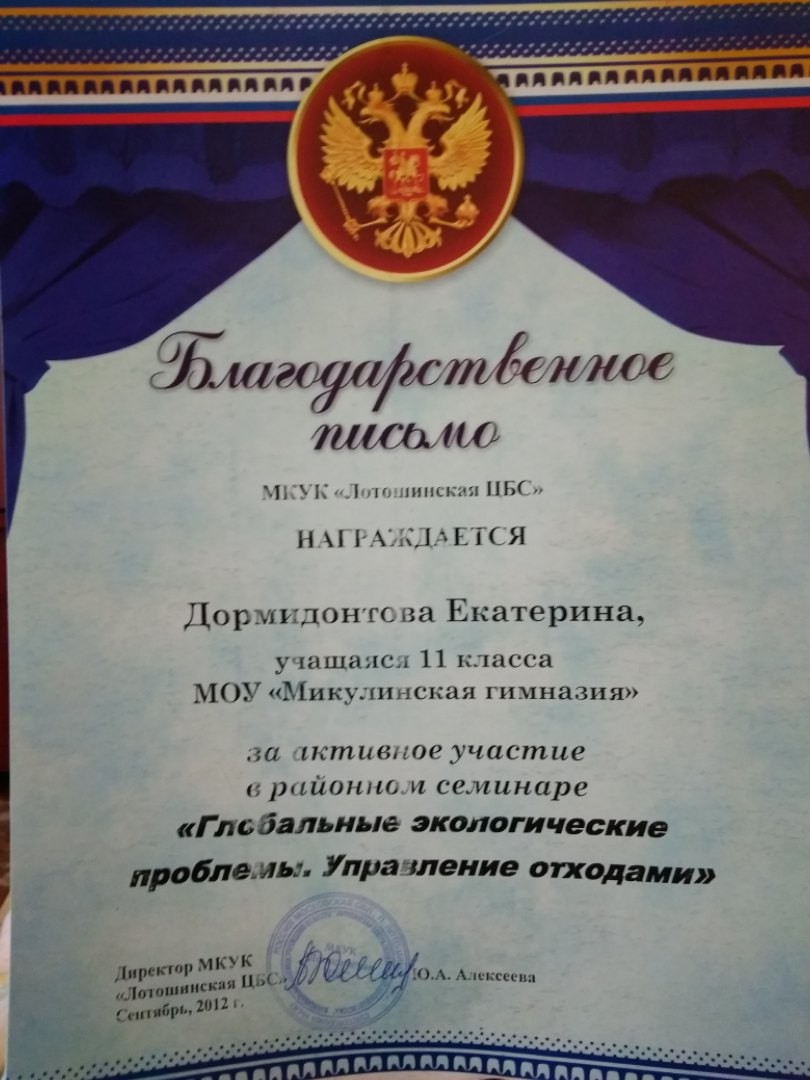 Благодарственное
письмо
МКУК «Лотошинская ЦБС»
НАГРАЖДАЕТСЯ
Дормидонтова Екатерина,
учащаяся 11 класса
МОУ «Микулинская гимназия»
за активное участие
в районном семинаре
«Глобальные экологические
проблемы. Управление отходами»
Директор МКУК
«Лотошинская ЦБС» Ю.А. Алексеева
Сентябрь, 2012 г.